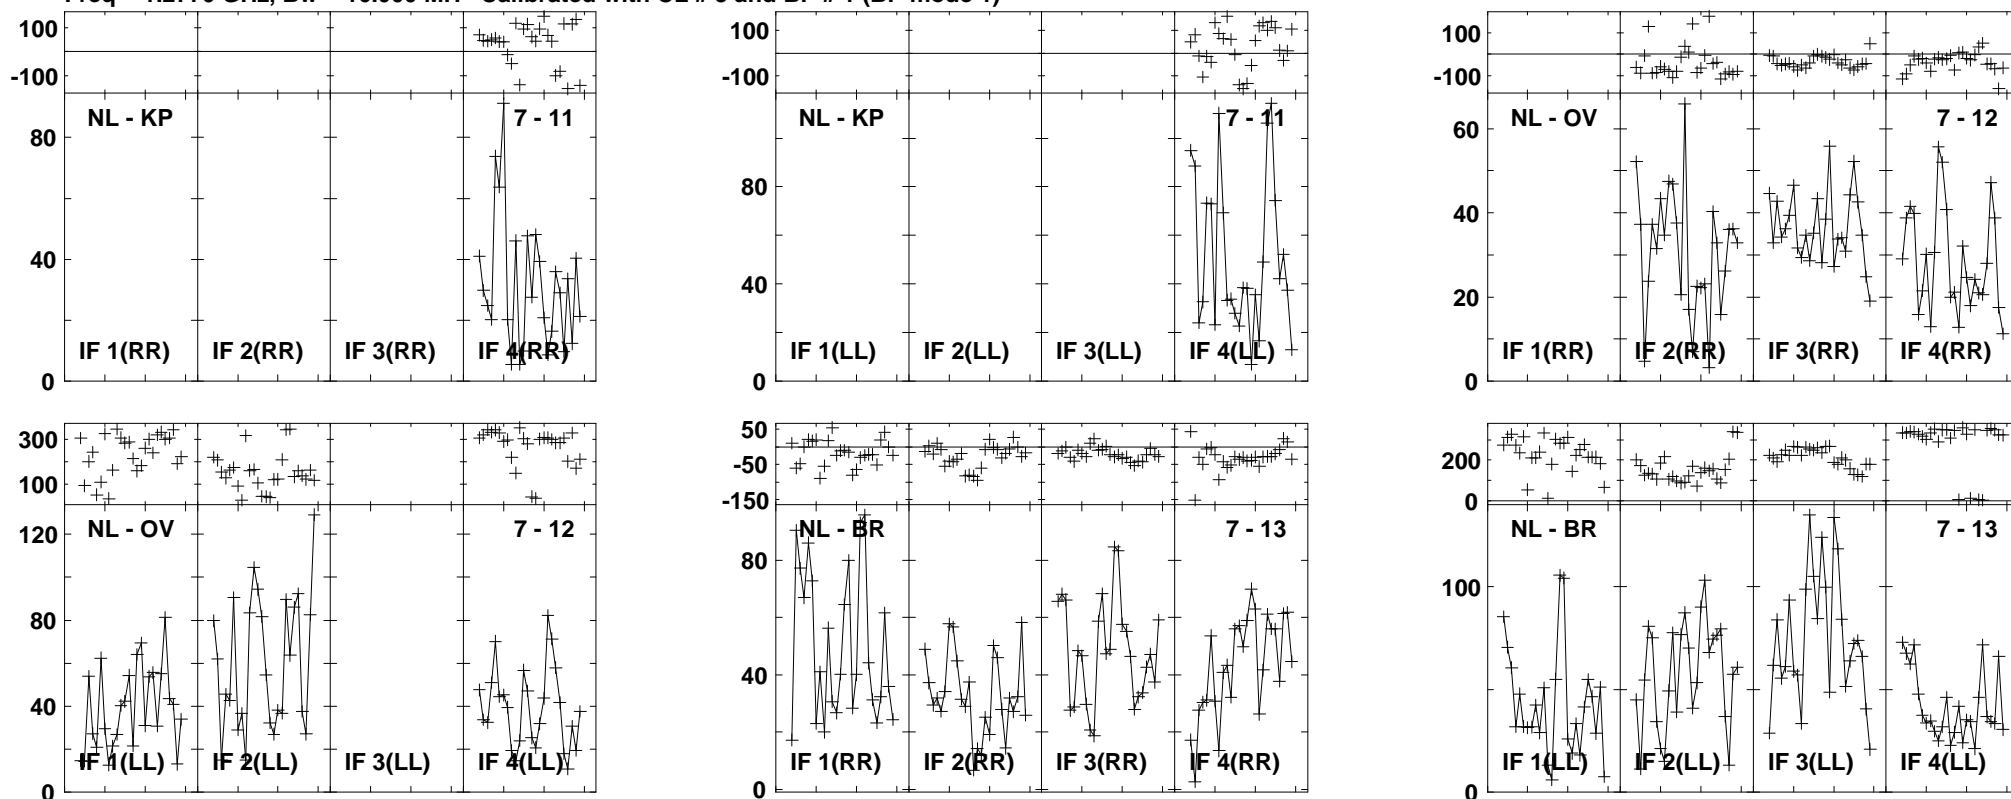 100
-100
NL - KP
7 - 11
80
40
0
IF 1(RR)
IF 2(RR)
IF 3(RR)
IF 4(RR)
100
-100
NL - KP
7 - 11
80
40
0
IF 1(LL)
IF 2(LL)
IF 3(LL)
IF 4(LL)
100
-100
NL - OV
7 - 12
60
40
20
0
IF 1(RR)
IF 2(RR)
IF 3(RR)
IF 4(RR)
300
100
NL - OV
7 - 12
120
80
40
0
IF 1(LL)
IF 2(LL)
IF 3(LL)
IF 4(LL)
50
-50
-150
NL - BR
7 - 13
80
40
0
IF 1(RR)
IF 2(RR)
IF 3(RR)
IF 4(RR)
200
0
NL - BR
7 - 13
100
0
IF 1(LL)
IF 2(LL)
IF 3(LL)
IF 4(LL)